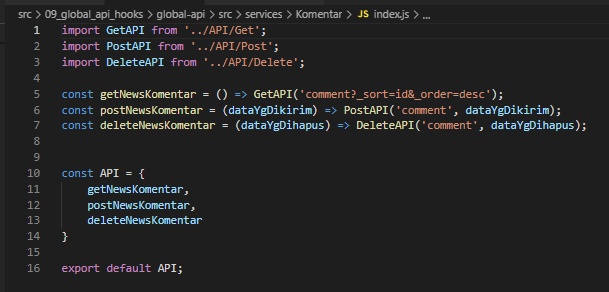 src > 09_global_api_hooks > global-api > src > services > Komentar > JS index.js > ...
1 import GetAPI from '../API/Get';
2 import PostAPI from '../API/Post';
3 import DeleteAPI from '../API/Delete';
4
5 const getNewsKomentar = () => GetAPI('comment?_sort=id&_order=desc');
6 const postNewsKomentar = (dataYgDikirim) => PostAPI('comment', dataYgDikirim);
7 const deleteNewsKomentar = (dataYgDihapus) => DeleteAPI('comment', dataYgDihapus);
8
9
10 const API = {
11 getNewsKomentar,
12 postNewsKomentar,
13 deleteNewsKomentar
14 }
15
16 export default API;